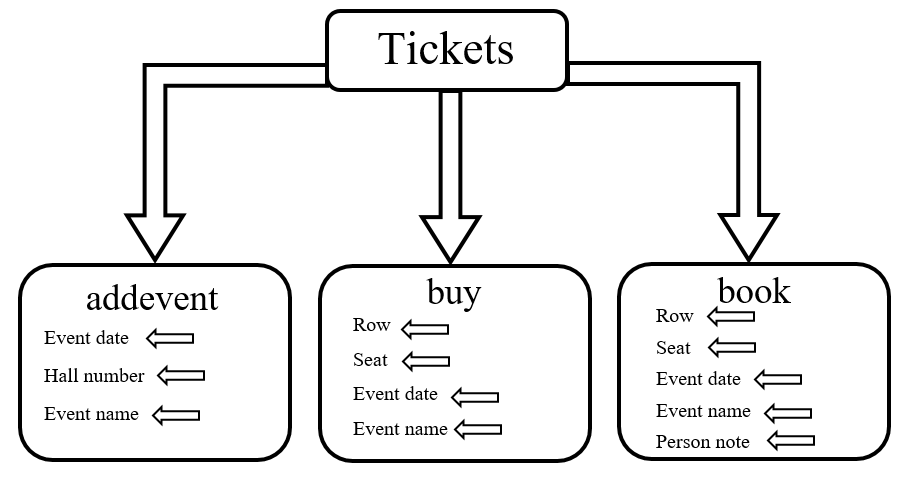 Tickets
addevent
Event date
Hall number
Event name
buy
Row
Seat
Event date
Event name
book
Row
Seat
Event date
Event name
Person note